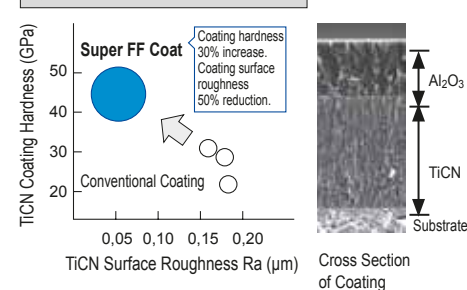 Super FF Coat
Coating hardness
30% increase.
Coating surface
roughness
50% reduction.
TiCN Coating Hardness (GPa)
50
40
30
20
Conventional Coating
0,05 0,10 0,15 0,20
TiCN Surface Roughness Ra (µm)
Al₂O₃
TiCN
Substrate
Cross Section
of Coating